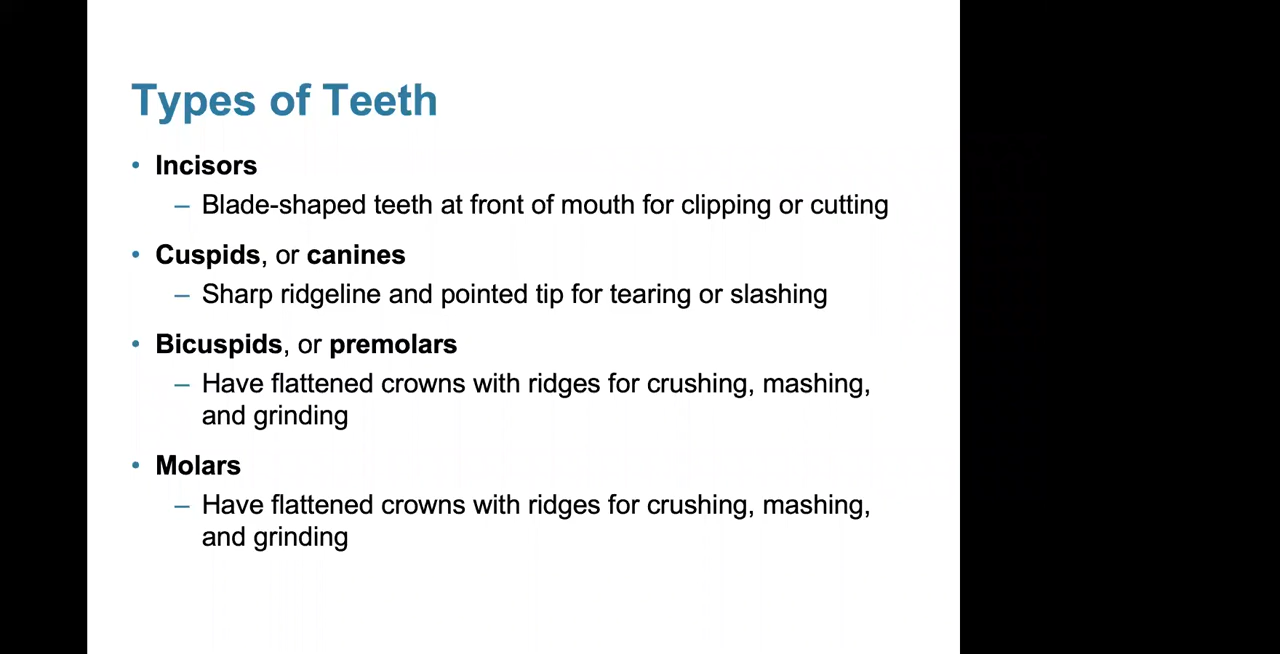 Types of Teeth
• Incisors
– Blade-shaped teeth at front of mouth for clipping or cutting
• Cuspids, or canines
– Sharp ridgeline and pointed tip for tearing or slashing
• Bicuspids, or premolars
– Have flattened crowns with ridges for crushing, mashing,
and grinding
• Molars
– Have flattened crowns with ridges for crushing, mashing,
and grinding